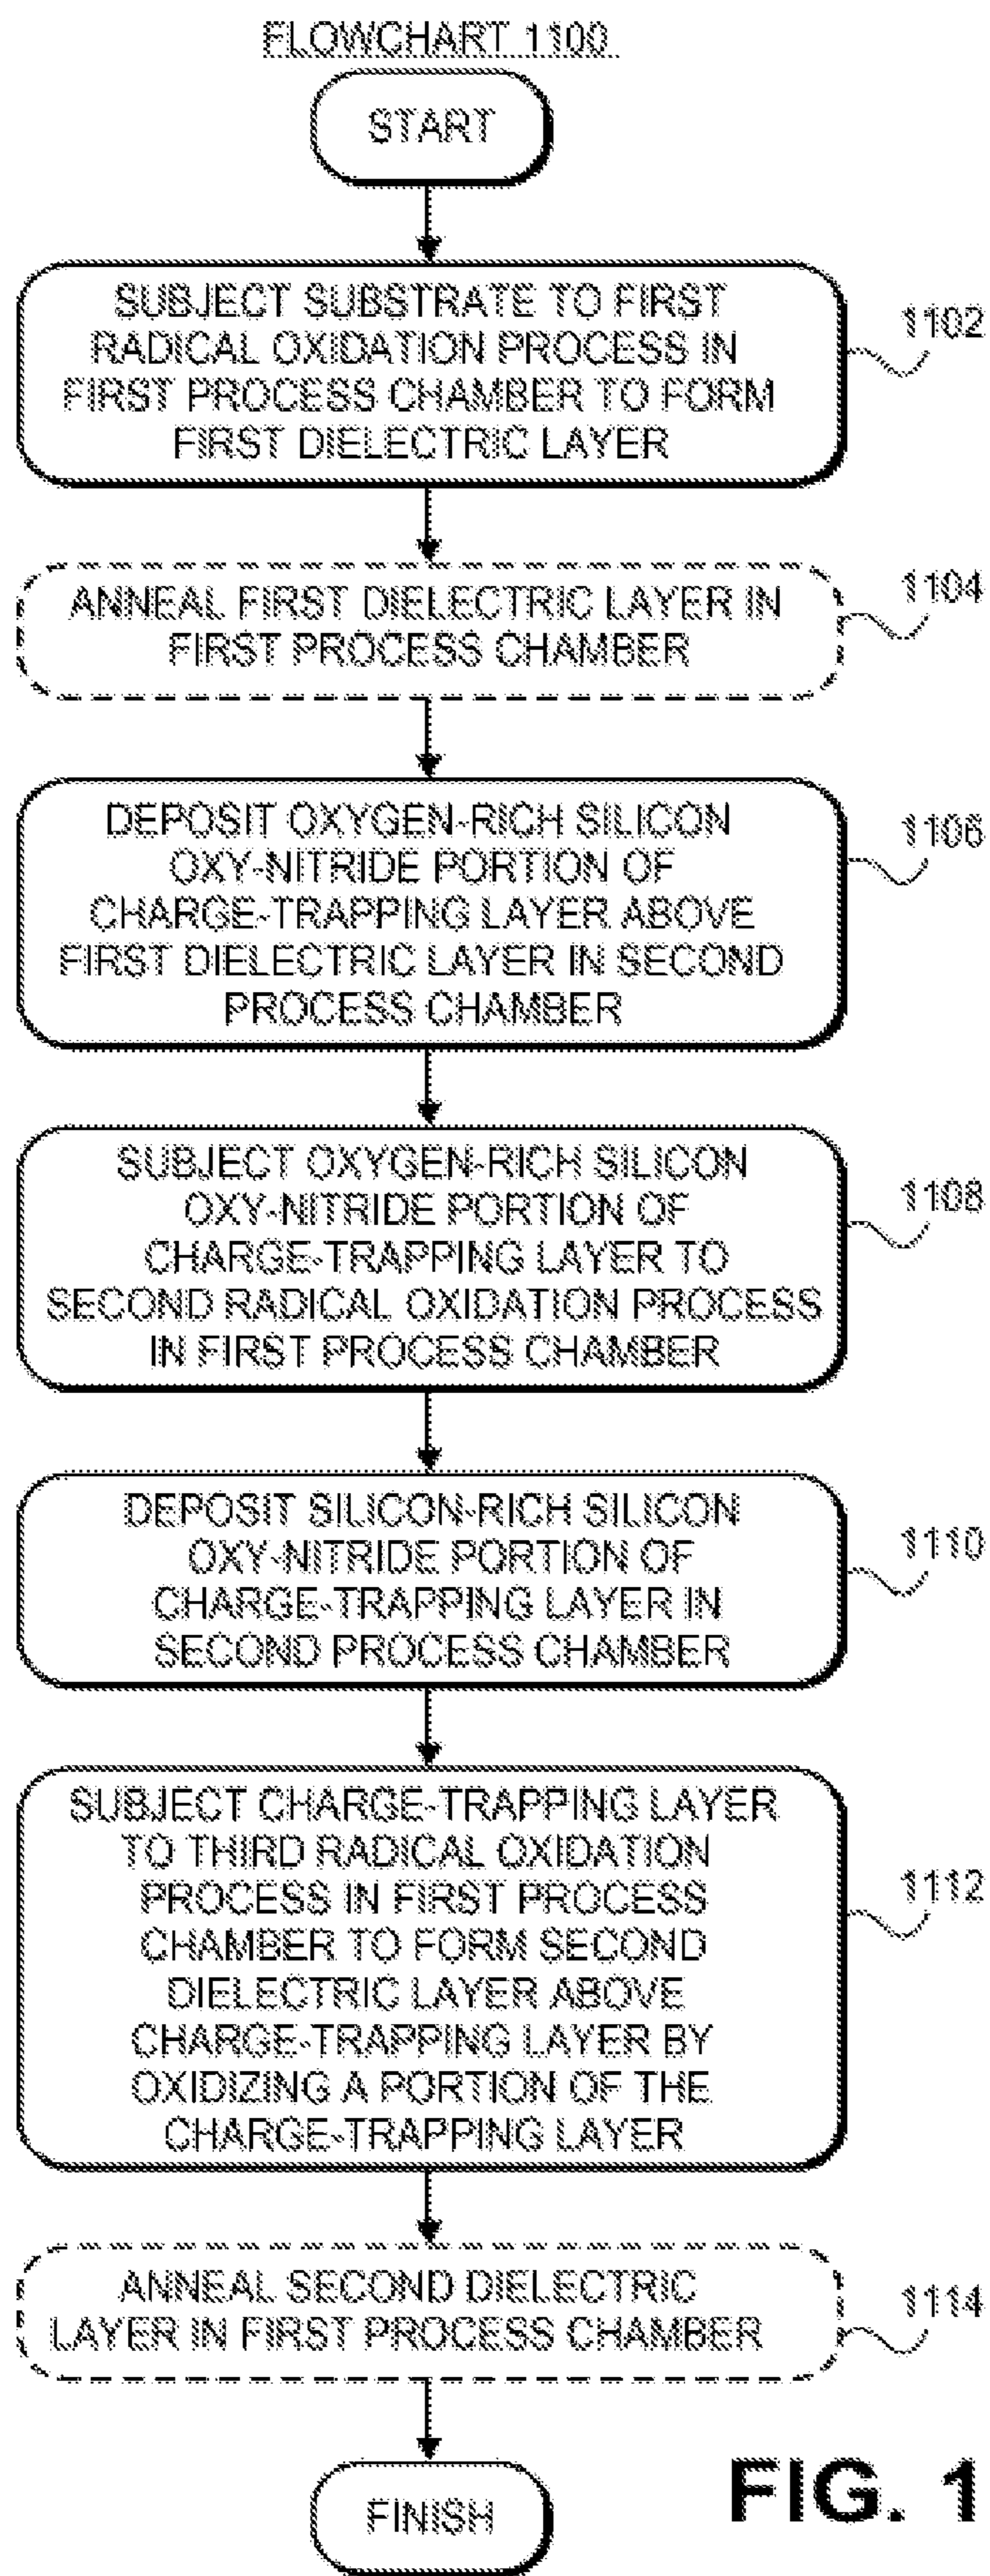 FLOWCHART 1100
START
SUBJECT SUBSTRATE TO FIRST
RADICAL OXIDATION PROCESS IN
FIRST PROCESS CHAMBER TO FORM
FIRST DIELECTRIC LAYER
1102
ANNEAL FIRST DIELECTRIC LAYER IN
FIRST PROCESS CHAMBER
1104
DEPOSIT OXYGEN-RICH SILICON
OXY-NITRIDE PORTION OF
CHARGE-TRAPPING LAYER ABOVE
FIRST DIELECTRIC LAYER IN SECOND
PROCESS CHAMBER
1106
SUBJECT OXYGEN-RICH SILICON
OXY-NITRIDE PORTION OF
CHARGE-TRAPPING LAYER TO
SECOND RADICAL OXIDATION PROCESS
IN FIRST PROCESS CHAMBER
1108
DEPOSIT SILICON-RICH SILICON
OXY-NITRIDE PORTION OF
CHARGE-TRAPPING LAYER IN
SECOND PROCESS CHAMBER
1110
SUBJECT CHARGE-TRAPPING LAYER
TO THIRD RADICAL OXIDATION
PROCESS IN FIRST PROCESS
CHAMBER TO FORM SECOND
DIELECTRIC LAYER ABOVE
CHARGE-TRAPPING LAYER BY
OXIDIZING A PORTION OF THE
CHARGE-TRAPPING LAYER
1112
ANNEAL SECOND DIELECTRIC
LAYER IN FIRST PROCESS CHAMBER
1114
FINISH
FIG. 1